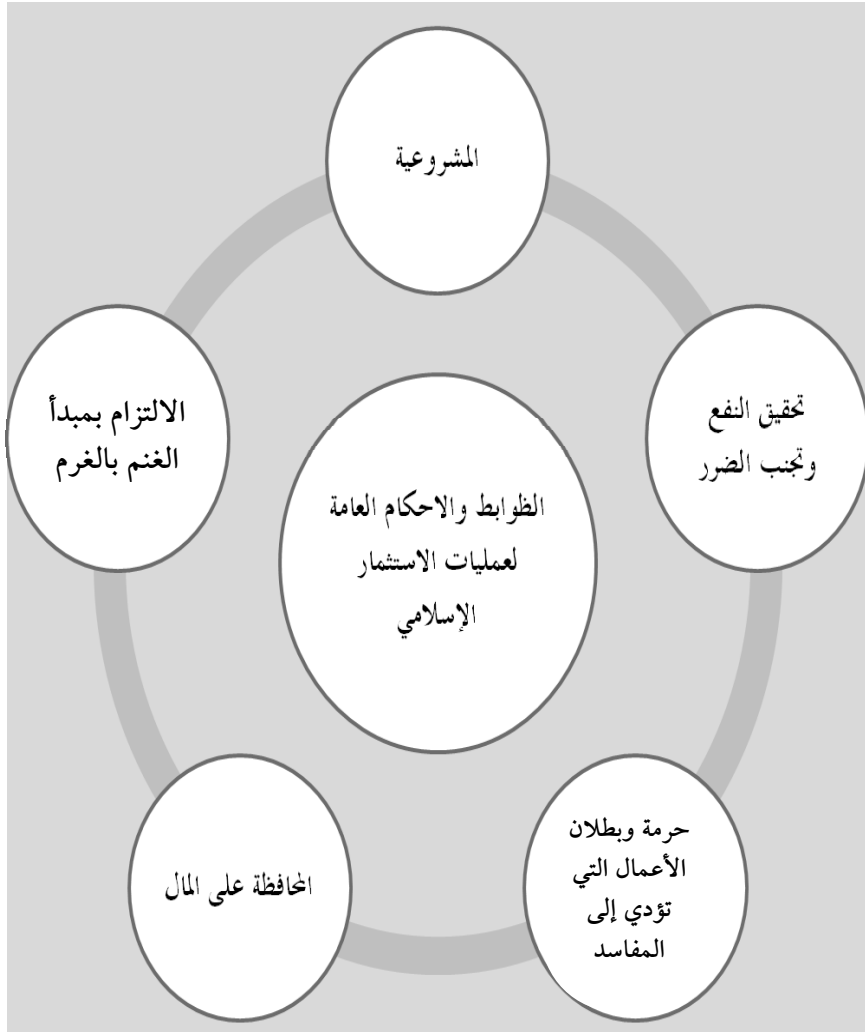 المشروعية
تحقيق النفع
وتجنب الضرر
حرمة وبطلان
الأعمال التي
تؤدي إلى
المفاسد
المحافظة على المال
الالتزام بمبدأ
الغنم بالغرم
الظوابط والاحكام العامة
لعمليات الاستثمار
الإسلامي